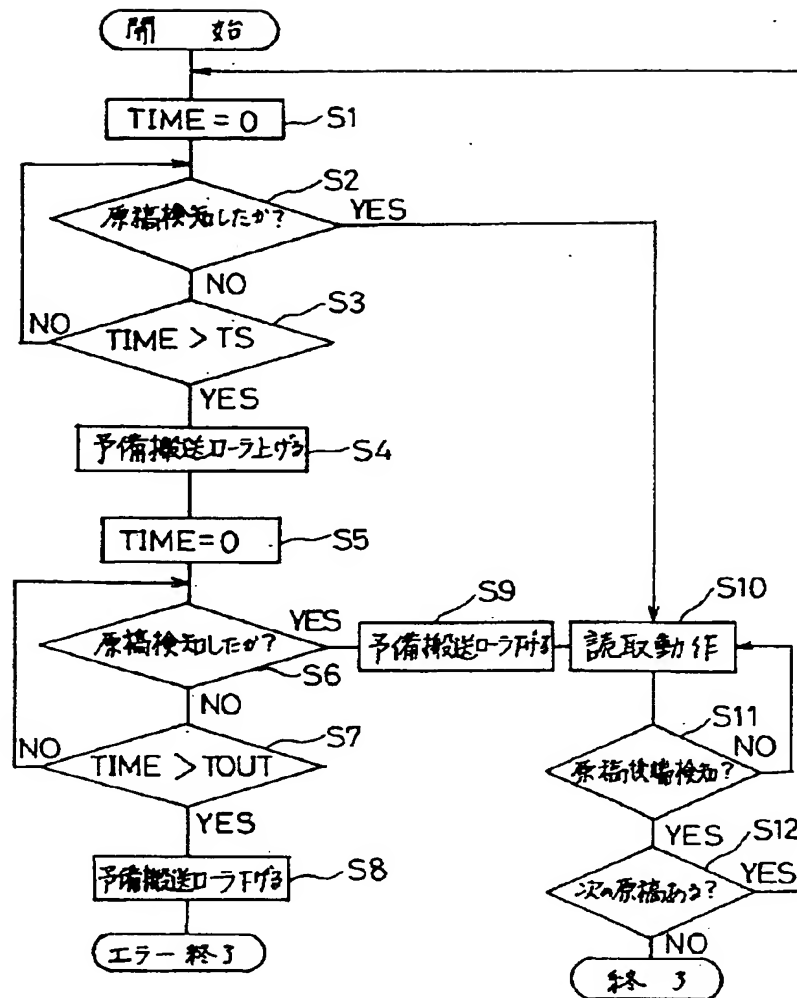 開 始
TIME = 0
S1
S2
原稿検知したか?
YES
NO
S3
NO
TIME > TS
YES
予備搬送ローラ上げる
S4
TIME=0
S5
原稿検知したか?
YES
S6
NO
S7
NO
TIME > TOUT
YES
予備搬送ローラ下げる
S8
エラー終了
S9
予備搬送ローラ下げる
S10
読取動作
S11
原稿後端検知?
NO
YES
S12
次の原稿ある?
YES
NO
終 了